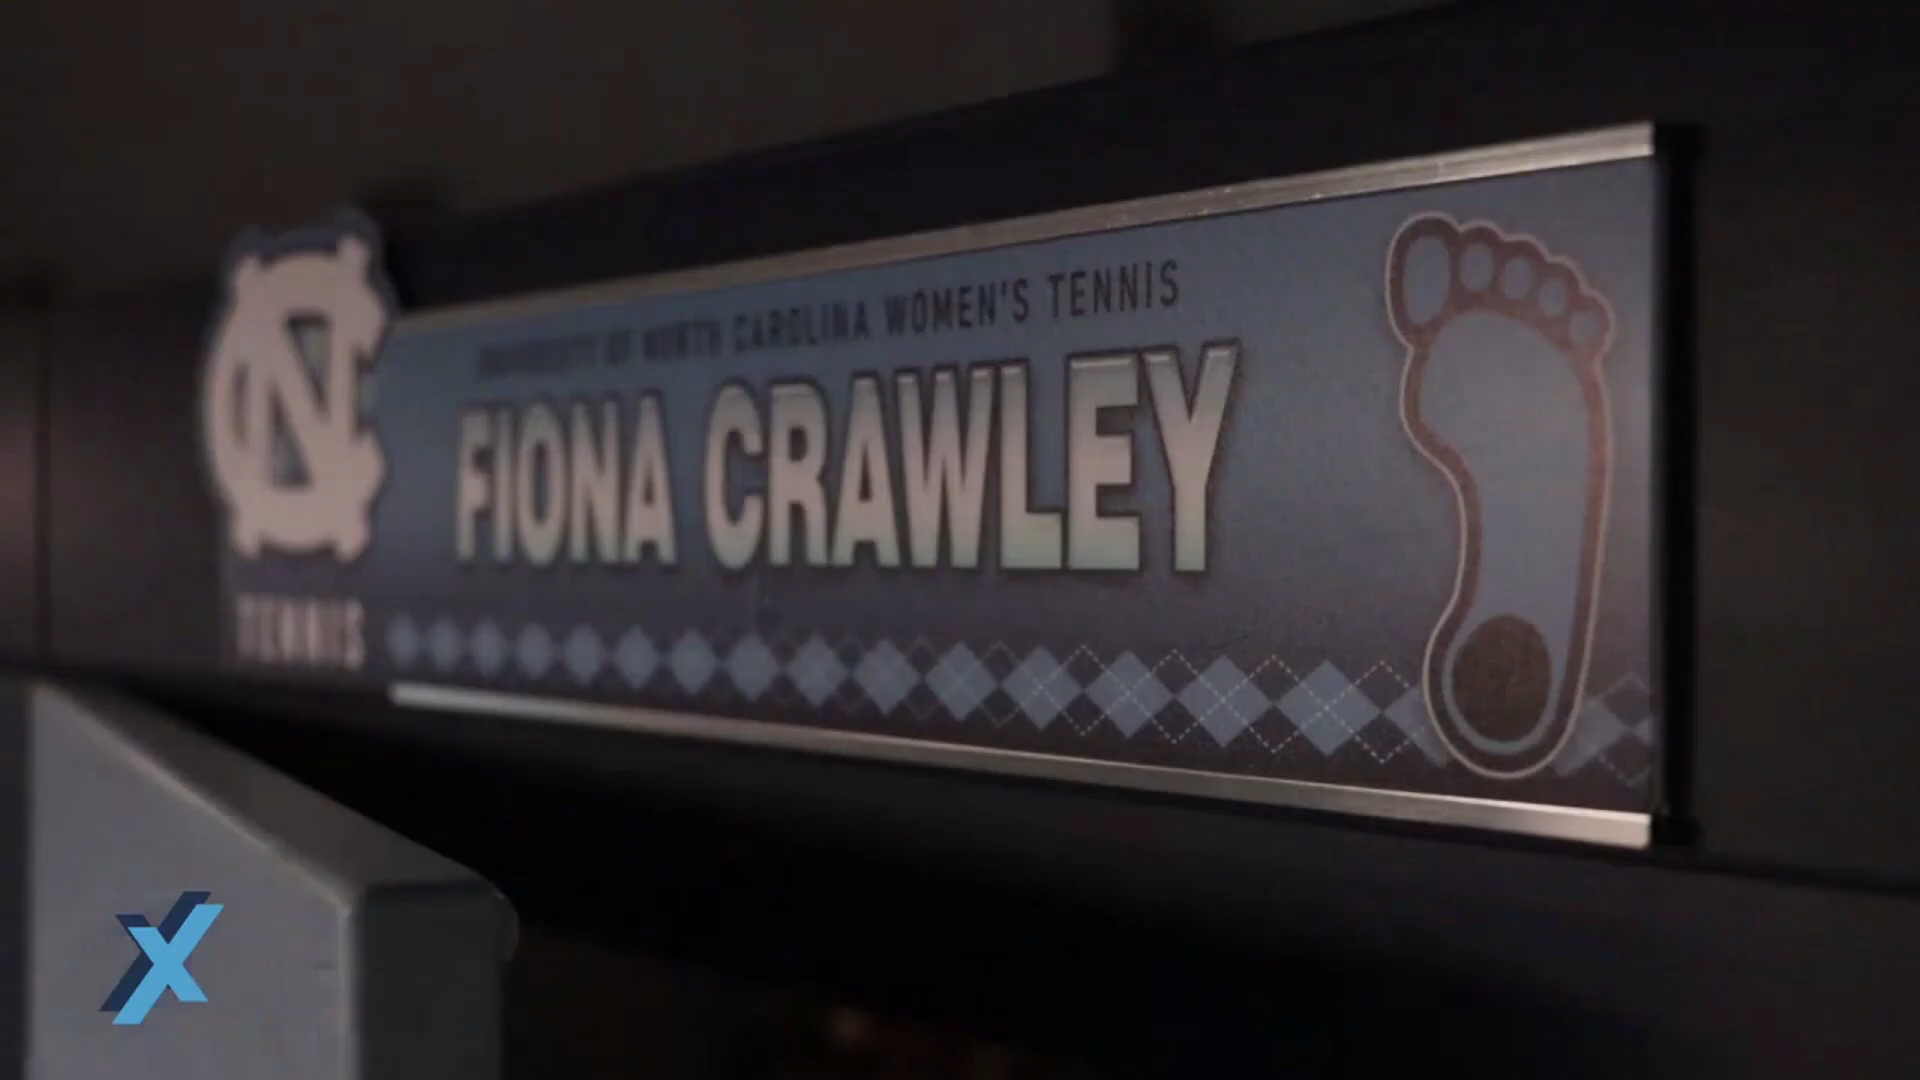 UNIVERSITY OF NORTH CAROLINA WOMEN'S TENNIS
FIONA CRAWLEY
NC
TENNIS
X